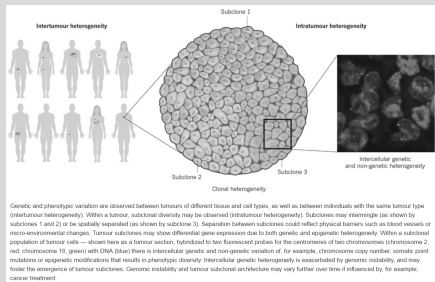 Subclone 1
Intertumour heterogeneity
Intratumour heterogeneity
Intercellular genetic
and non-genetic heterogeneity
Subclone 2
Subclone 3
Clonal heterogeneity
Genetic and phenotypic variation are observed between tumours of different tissue and cell types, as well as between individuals with the same tumour type
(intertumour heterogeneity). Within a tumour, subclonal diversity may be observed (intratumour heterogeneity). Subclones may intermingle (as shown by
subclones 1 and 2) or be spatially separated (as shown by subclone 3). Separation between subclones could reflect physical barriers such as blood vessels or
micro-environmental changes. Tumour subclones may show differential gene expression due to both genetic and epigenetic heterogeneity. Within a subclonal
population of tumour cells — shown here as a tumour section, hybridized to two fluorescent probes for the centromeres of two chromosomes (chromosome 2,
red; chromosome 18, green) with DNA (blue) there is intercellular genetic and non-genetic variation of, for example, chromosome copy number, somatic point
mutations or epigenetic modifications that results in phenotypic diversity. Intercellular genetic heterogeneity is exacerbated by genomic instability, and may
foster the emergence of tumour subclones. Genomic instability and tumour subclonal architecture may vary further over time if influenced by, for example,
cancer treatment